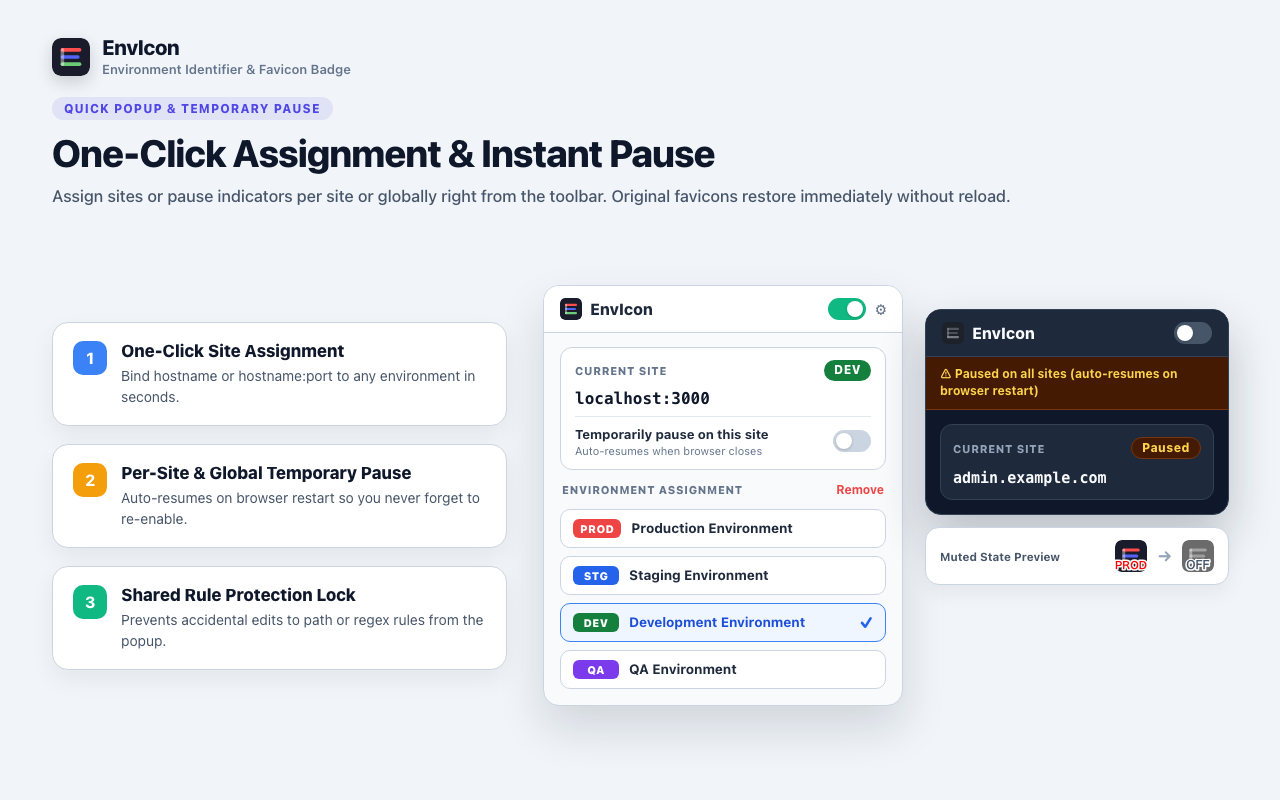 EnvIcon
Environment Identifier & Favicon Badge
QUICK POPUP & TEMPORARY PAUSE
One-Click Assignment & Instant Pause
Assign sites or pause indicators per site or globally right from the toolbar. Original favicons restore immediately without reload.
1
One-Click Site Assignment
Bind hostname or hostname:port to any environment in
seconds.
2
Per-Site & Global Temporary Pause
Auto-resumes on browser restart so you never forget to
re-enable.
3
Shared Rule Protection Lock
Prevents accidental edits to path or regex rules from the
popup.
EnvIcon
CURRENT SITE
DEV
localhost:3000
Temporarily pause on this site
Auto-resumes when browser closes
ENVIRONMENT ASSIGNMENT
Remove
PROD Production Environment
STG Staging Environment
DEV Development Environment
QA QA Environment
EnvIcon
⚠ Paused on all sites (auto-resumes on
browser restart)
CURRENT SITE
Paused
admin.example.com
Muted State Preview
PROD
→
OFF